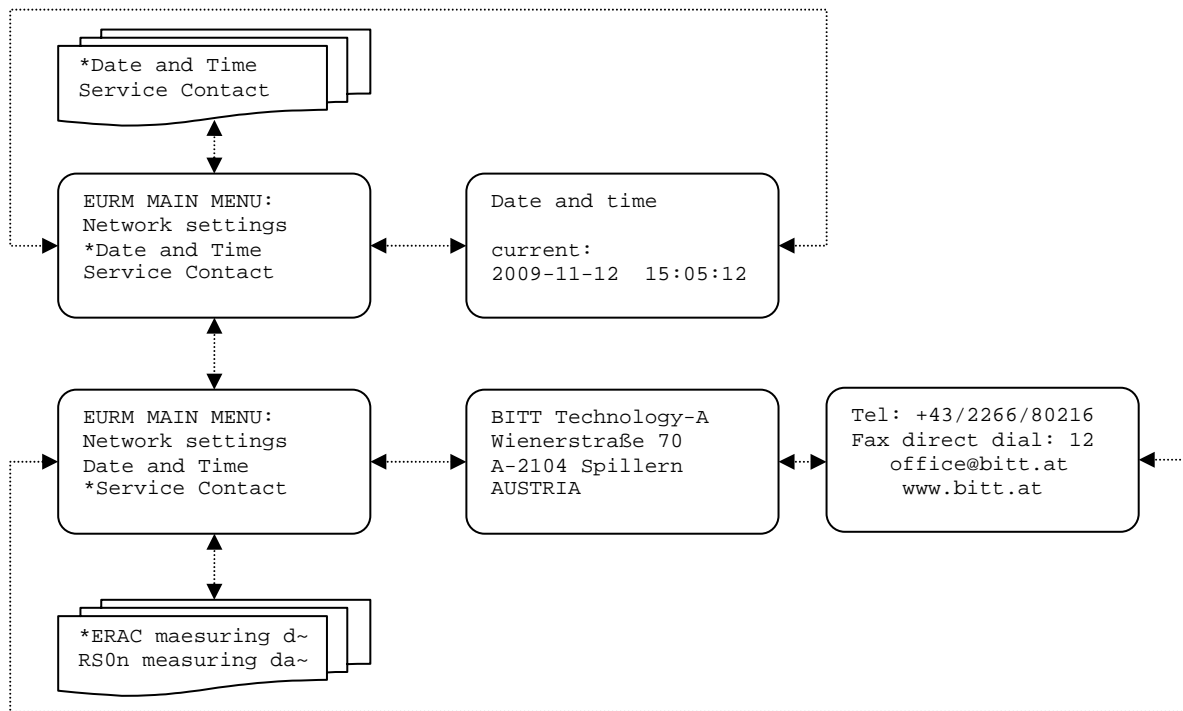 *Date and Time
Service Contact
EURM MAIN MENU:
Network settings
*Date and Time
Service Contact
Date and time
current:
2009-11-12  15:05:12
EURM MAIN MENU:
Network settings
Date and Time
*Service Contact
BITT Technology-A
Wienerstraße 70
A-2104 Spillern
AUSTRIA
Tel: +43/2266/80216
Fax direct dial: 12
office@bitt.at
www.bitt.at
*ERAC maesuring d~
RS0n measuring da~